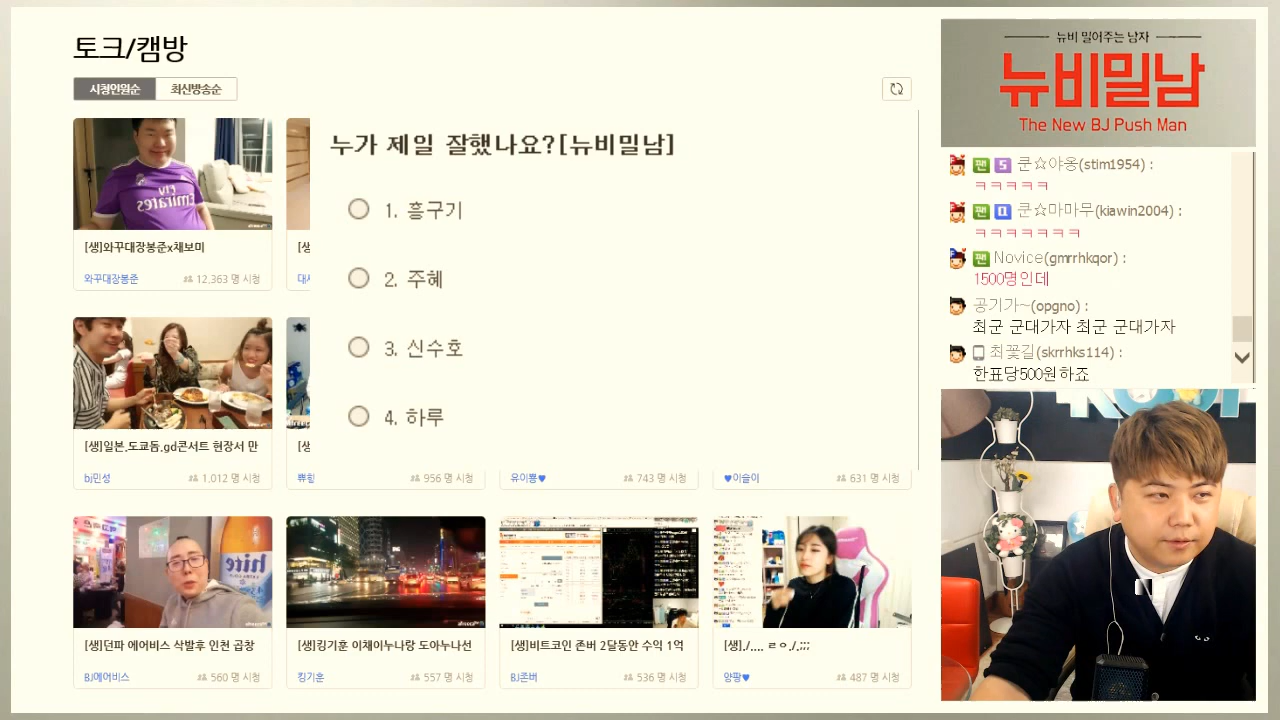 토크/캠방
시청인원순 최신방송순
누가 제일 잘했나요?[뉴비밀남]
1. 흥구기
2. 주혜
3. 신수호
4. 하루
[생]와꾸대장봉준x채보미
와꾸대장봉준 12,363 명 시청
[생]일본.도쿄돔.gd콘서트 현장서 만
bj민성 1,012 명 시청
956 명 시청
유이뿅♥ 743 명 시청
♥이슬이 631 명 시청
[생]던파 에어비스 삭발후 인천 곱창
BJ에어비스 560 명 시청
[생]킹기훈 이채이누나랑 도아누나선
킹기훈 557 명 시청
[생]비트코인 존버 2달동안 수익 1억
BJ존버 536 명 시청
[생]./.... ㄹㅇ./.;;;
양팡♥ 487 명 시청
뉴비 밀어주는 남자
뉴비밀남
The New BJ Push Man
팬 S 쿤☆야옹(stim1954) :
ㅋㅋㅋㅋㅋ
팬 Q 쿤☆마마무(kiawin2004) :
ㅋㅋㅋㅋㅋㅋㅋ
팬 Novice(gmrrhkqor) :
1500명인데
공기가~(opgno) :
최군 군대가자 최군 군대가자
최꽃길(skrrhks114) :
한표당500원하죠